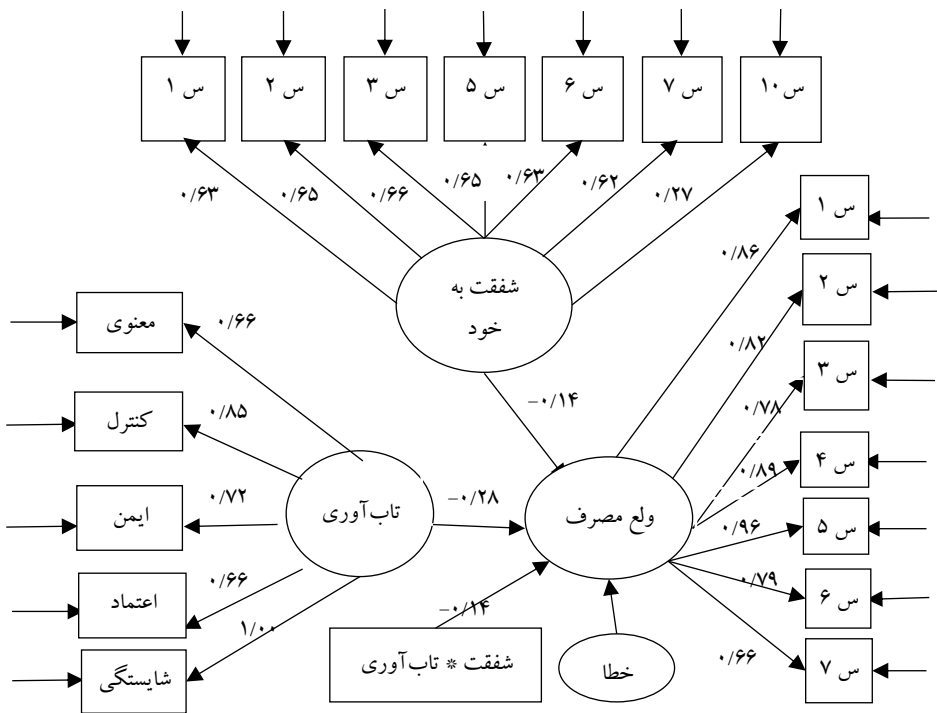 س ۱
س ۲
س ۳
س ۵
س ۶
س ۷
س ۱۰
۰/۶۳
۰/۶۵
۰/۶۶
۰/۶۵
۰/۶۳
۰/۶۲
۰/۲۷
شفقت به
خود
س ۱
س ۲
س ۳
س ۴
س ۵
س ۶
س ۷
۰/۸۶
۰/۸۲
۰/۷۸
۰/۸۹
۰/۹۶
۰/۷۹
۰/۶۶
معنوی
کنترل
ایمن
اعتماد
شایستگی
۰/۶۶
۰/۸۵
۰/۷۲
۰/۶۶
۱/۰۰
تاب‌آوری
−۰/۱۴
−۰/۲۸
−۰/۱۴
ولع مصرف
شفقت * تاب‌آوری
خطا